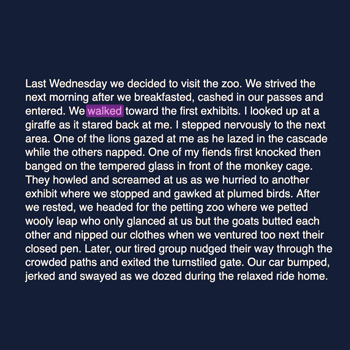 Last Wednesday we decided to visit the zoo. We strived the
next morning after we breakfasted, cashed in our passes and
entered. We walked toward the first exhibits. I looked up at a
giraffe as it stared back at me. I stepped nervously to the next
area. One of the lions gazed at me as he lazed in the cascade
while the others napped. One of my fiends first knocked then
banged on the tempered glass in front of the monkey cage.
They howled and screamed at us as we hurried to another
exhibit where we stopped and gawked at plumed birds. After
we rested, we headed for the petting zoo where we petted
wooly leap who only glanced at us but the goats butted each
other and nipped our clothes when we ventured too next their
closed pen. Later, our tired group nudged their way through the
crowded paths and exited the turnstiled gate. Our car bumped,
jerked and swayed as we dozed during the relaxed ride home.